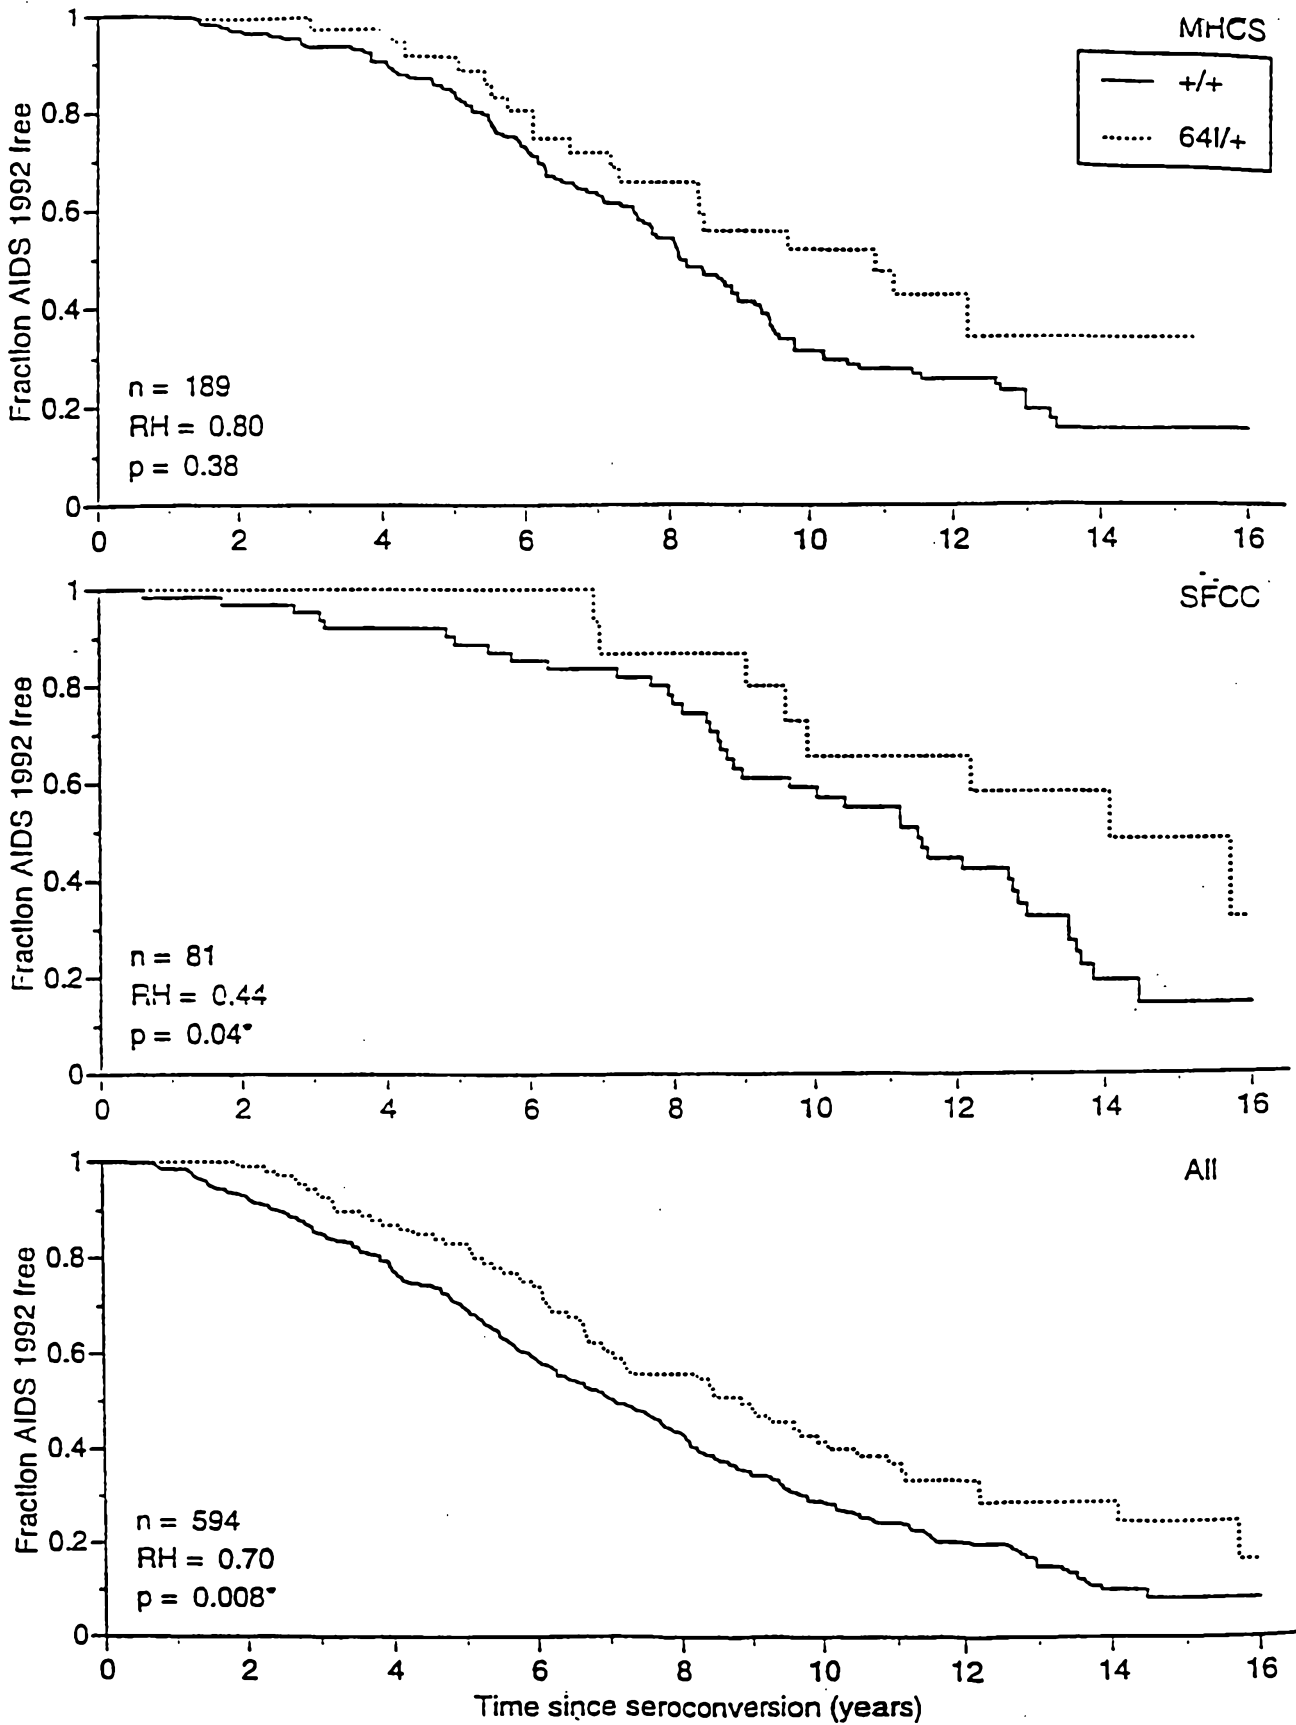 MHCS
+/+
64I/+
Fraction AIDS 1992 free
1
0.8
0.6
0.4
0.2
0
n = 189
RH = 0.80
p = 0.38
0 2 4 6 8 10 12 14 16
SFCC
Fraction AIDS 1992 free
1
0.8
0.6
0.4
0.2
0
n = 81
RH = 0.44
p = 0.04*
0 2 4 6 8 10 12 14 16
All
Fraction AIDS 1992 free
1
0.8
0.6
0.4
0.2
0
n = 594
RH = 0.70
p = 0.008*
0 2 4 6 8 10 12 14 16
Time since seroconversion (years)